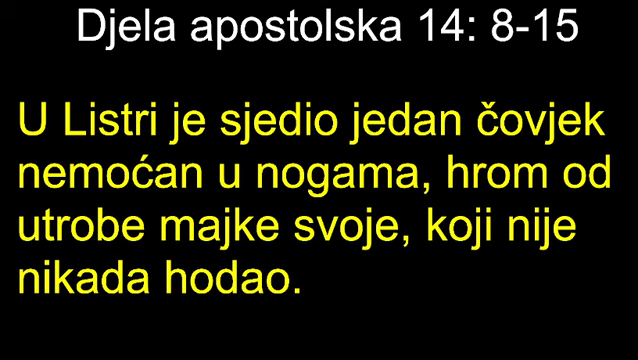 Djela apostolska 14: 8-15
U Listri je sjedio jedan čovjek
nemoćan u nogama, hrom od
utrobe majke svoje, koji nije
nikada hodao.